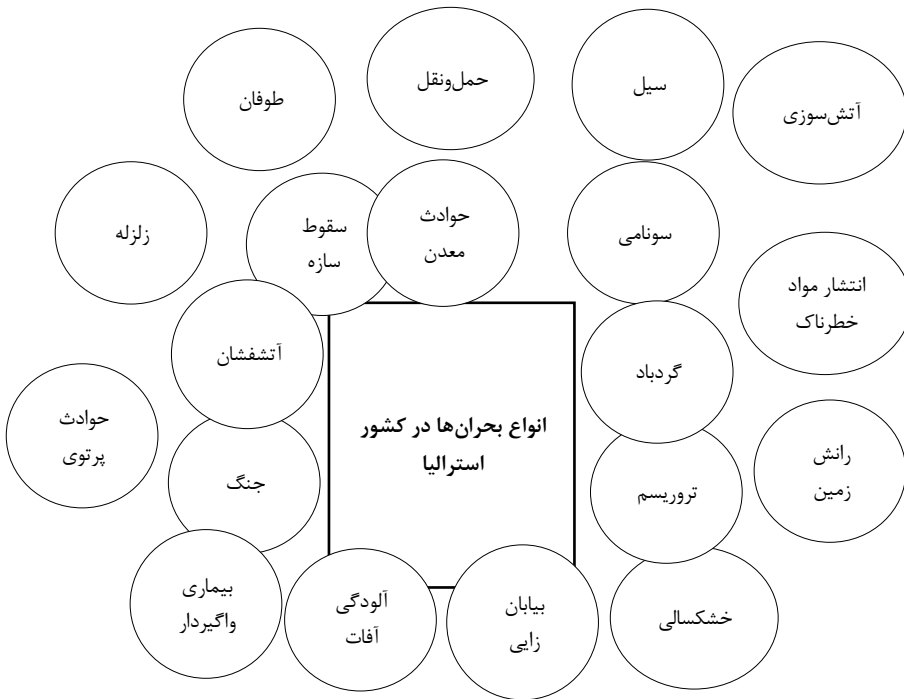 آتش‌سوزی
سیل
حمل‌ونقل
طوفان
سونامی
حوادث
معدن
سقوط
سازه
زلزله
انتشار مواد
خطرناک
گردباد
آتشفشان
انواع بحران‌ها در کشور
استرالیا
حوادث
پرتوی
رانش
زمین
تروریسم
جنگ
خشکسالی
بیابان
زایی
آلودگی
آفات
بیماری
واگیردار